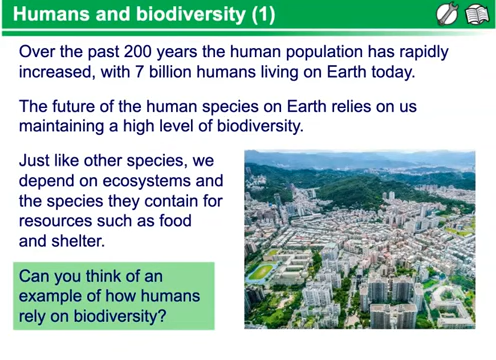 Humans and biodiversity (1)
Over the past 200 years the human population has rapidly
increased, with 7 billion humans living on Earth today.
The future of the human species on Earth relies on us
maintaining a high level of biodiversity.
Just like other species, we
depend on ecosystems and
the species they contain for
resources such as food
and shelter.
Can you think of an
example of how humans
rely on biodiversity?